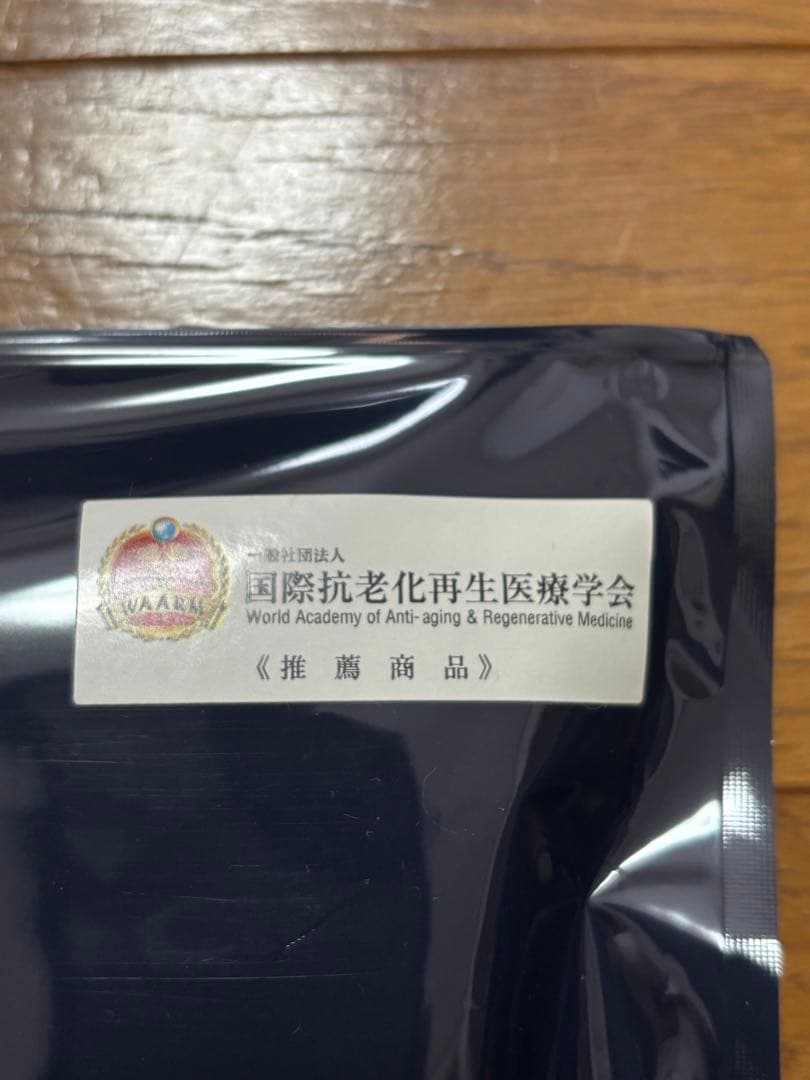 WAARM
一般社団法人
国際抗老化再生医療学会
World Academy of Anti-aging & Regenerative Medicine
《推薦商品》